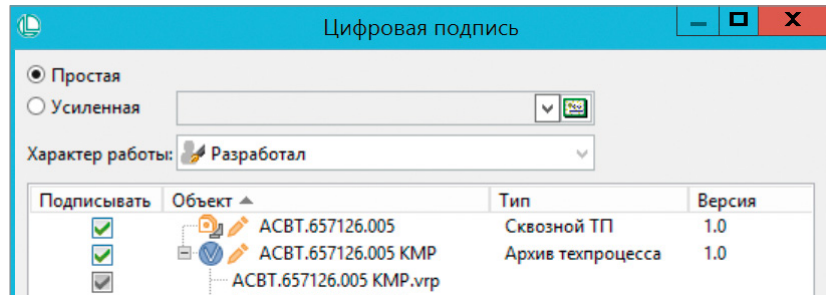 Цифровая подпись
Простая
Усиленная
Характер работы: Разработал
Подписывать Объект Тип Версия
АСВТ.657126.005 Сквозной ТП 1.0
АСВТ.657126.005 КМР Архив техпроцесса 1.0
АСВТ.657126.005 КМР.vrp